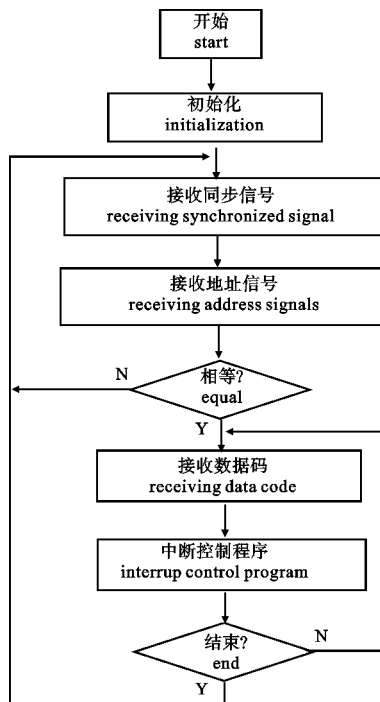 开始
start
初始化
initialization
接收同步信号
receiving synchronized signal
接收地址信号
receiving address signals
N
相等?
equal
Y
接收数据码
receiving data code
中断控制程序
interrup control program
结束?
N
end
Y